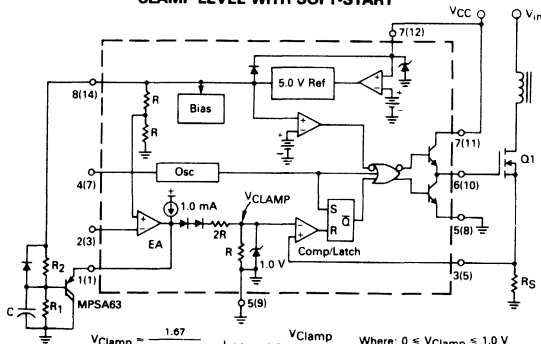 CLAMP LEVEL WITH SOFT-START
VCC
Vin
7(12)
5.0 V Ref
8(14)
R
Bias
R
7(11)
Q1
6(10)
4(7)
Osc
1.0 mA
VCLAMP
S
Q
R
5(8)
2(3)
EA
2R
R
1.0 V
Comp/Latch
3(5)
R2
1(1)
5(9)
RS
C
MPSA63
R1
VClamp = 1.67
VClamp
Where: 0 ≤ VClamp ≤ 1.0 V